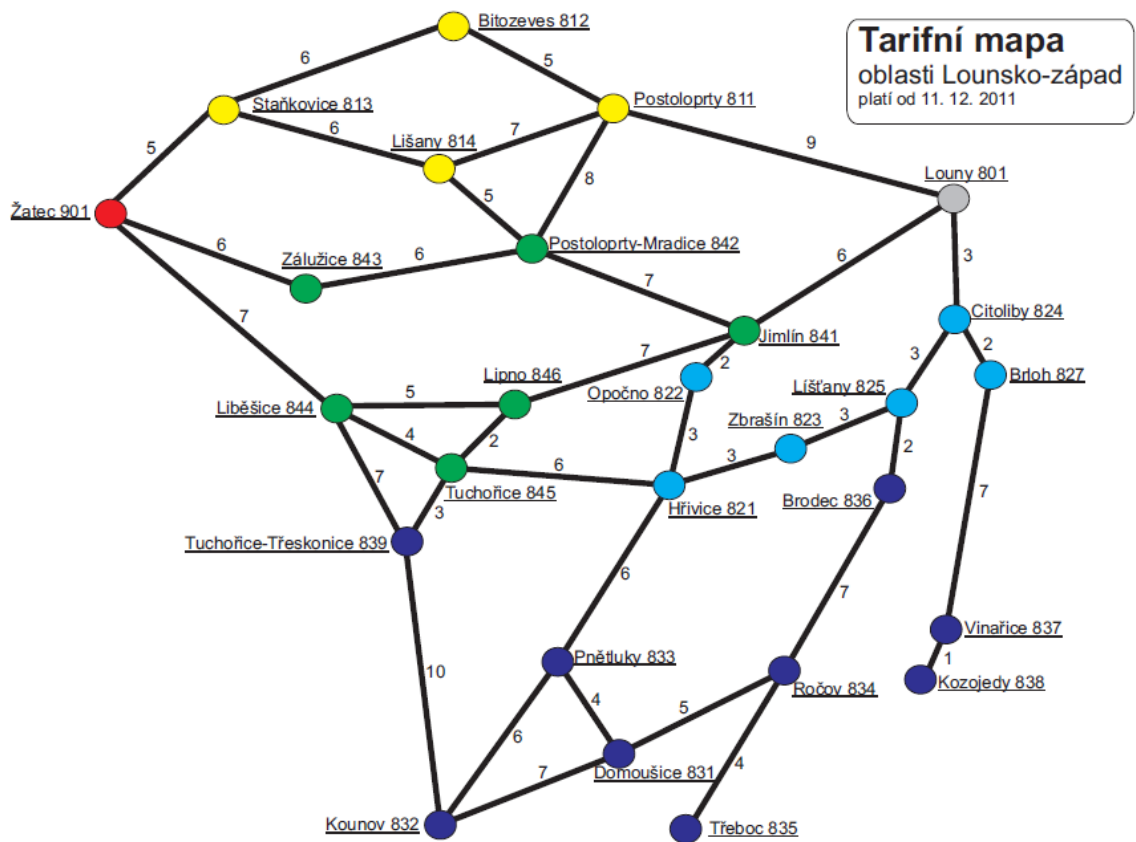 Bitozeves 812
Tarifní mapa
oblasti Lounsko-západ
platí od 11. 12. 2011
6
5
Staňkovice 813
Postoloprty 811
5
6
Lišany 814
7
9
8
Louny 801
5
Žatec 901
6
Zálužice 843
6
Postoloprty-Mradice 842
3
6
7
7
Citoliby 824
Jimlín 841
2
3
7
2
Lipno 846
Opočno 822
Líšťany 825
Brloh 827
Liběšice 844
5
Zbrašín 823
3
4
2
3
3
2
7
6
7
Tuchořice 845
Hřivice 821
Brodec 836
3
Tuchořice-Třeskonice 839
6
7
Vinařice 837
10
Pnětluky 833
1
Ročov 834
Kozojedy 838
4
5
6
7
Domoušice 831
4
Kounov 832
Třeboc 835